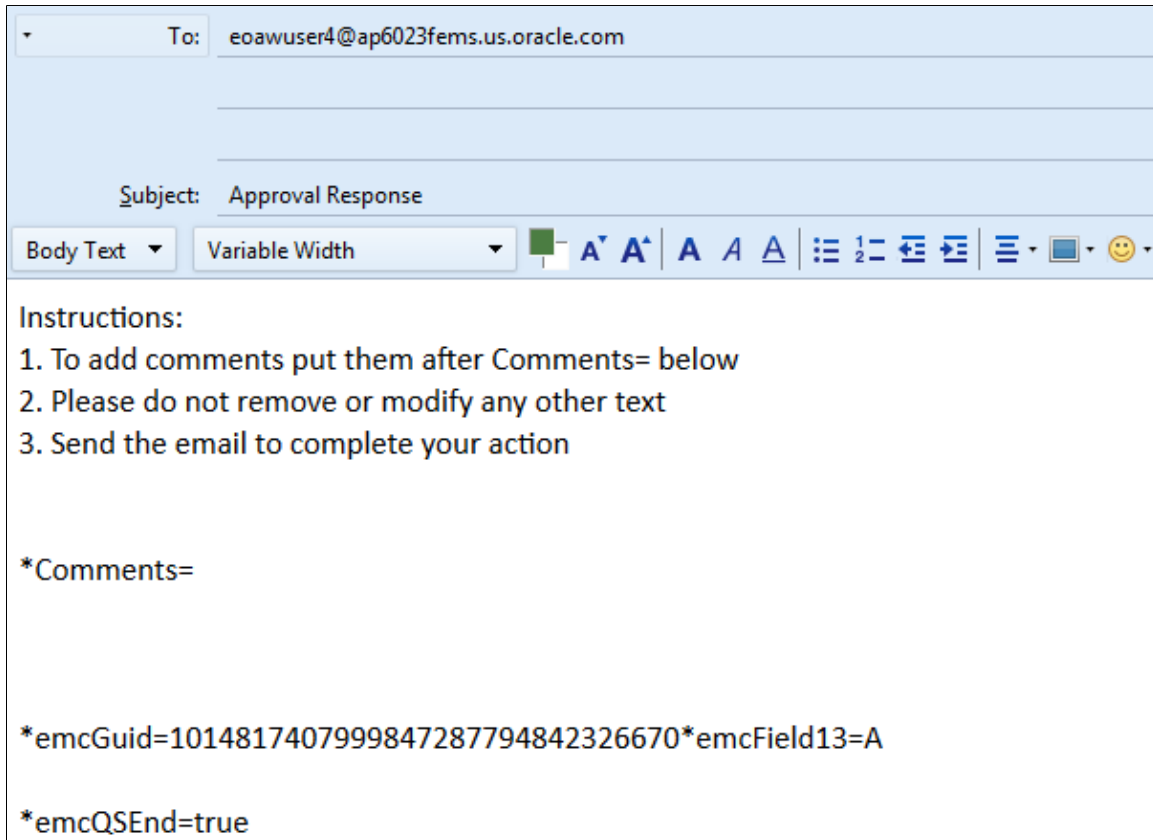 To: eoawuser4@ap6023fems.us.oracle.com
Subject: Approval Response
Body Text Variable Width
Instructions:
1. To add comments put them after Comments= below
2. Please do not remove or modify any other text
3. Send the email to complete your action
*Comments=
*emcGuid=10148174079998472877948423​26670*emcField13=A
*emcQSEnd=true